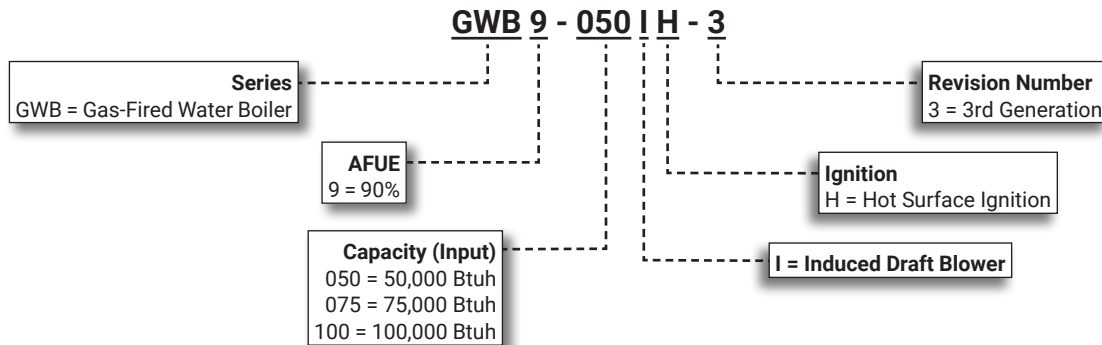 GWB 9 - 050 I H - 3
Series
GWB = Gas-Fired Water Boiler
Revision Number
3 = 3rd Generation
AFUE
9 = 90%
Ignition
H = Hot Surface Ignition
Capacity (Input)
050 = 50,000 Btuh
075 = 75,000 Btuh
100 = 100,000 Btuh
I = Induced Draft Blower